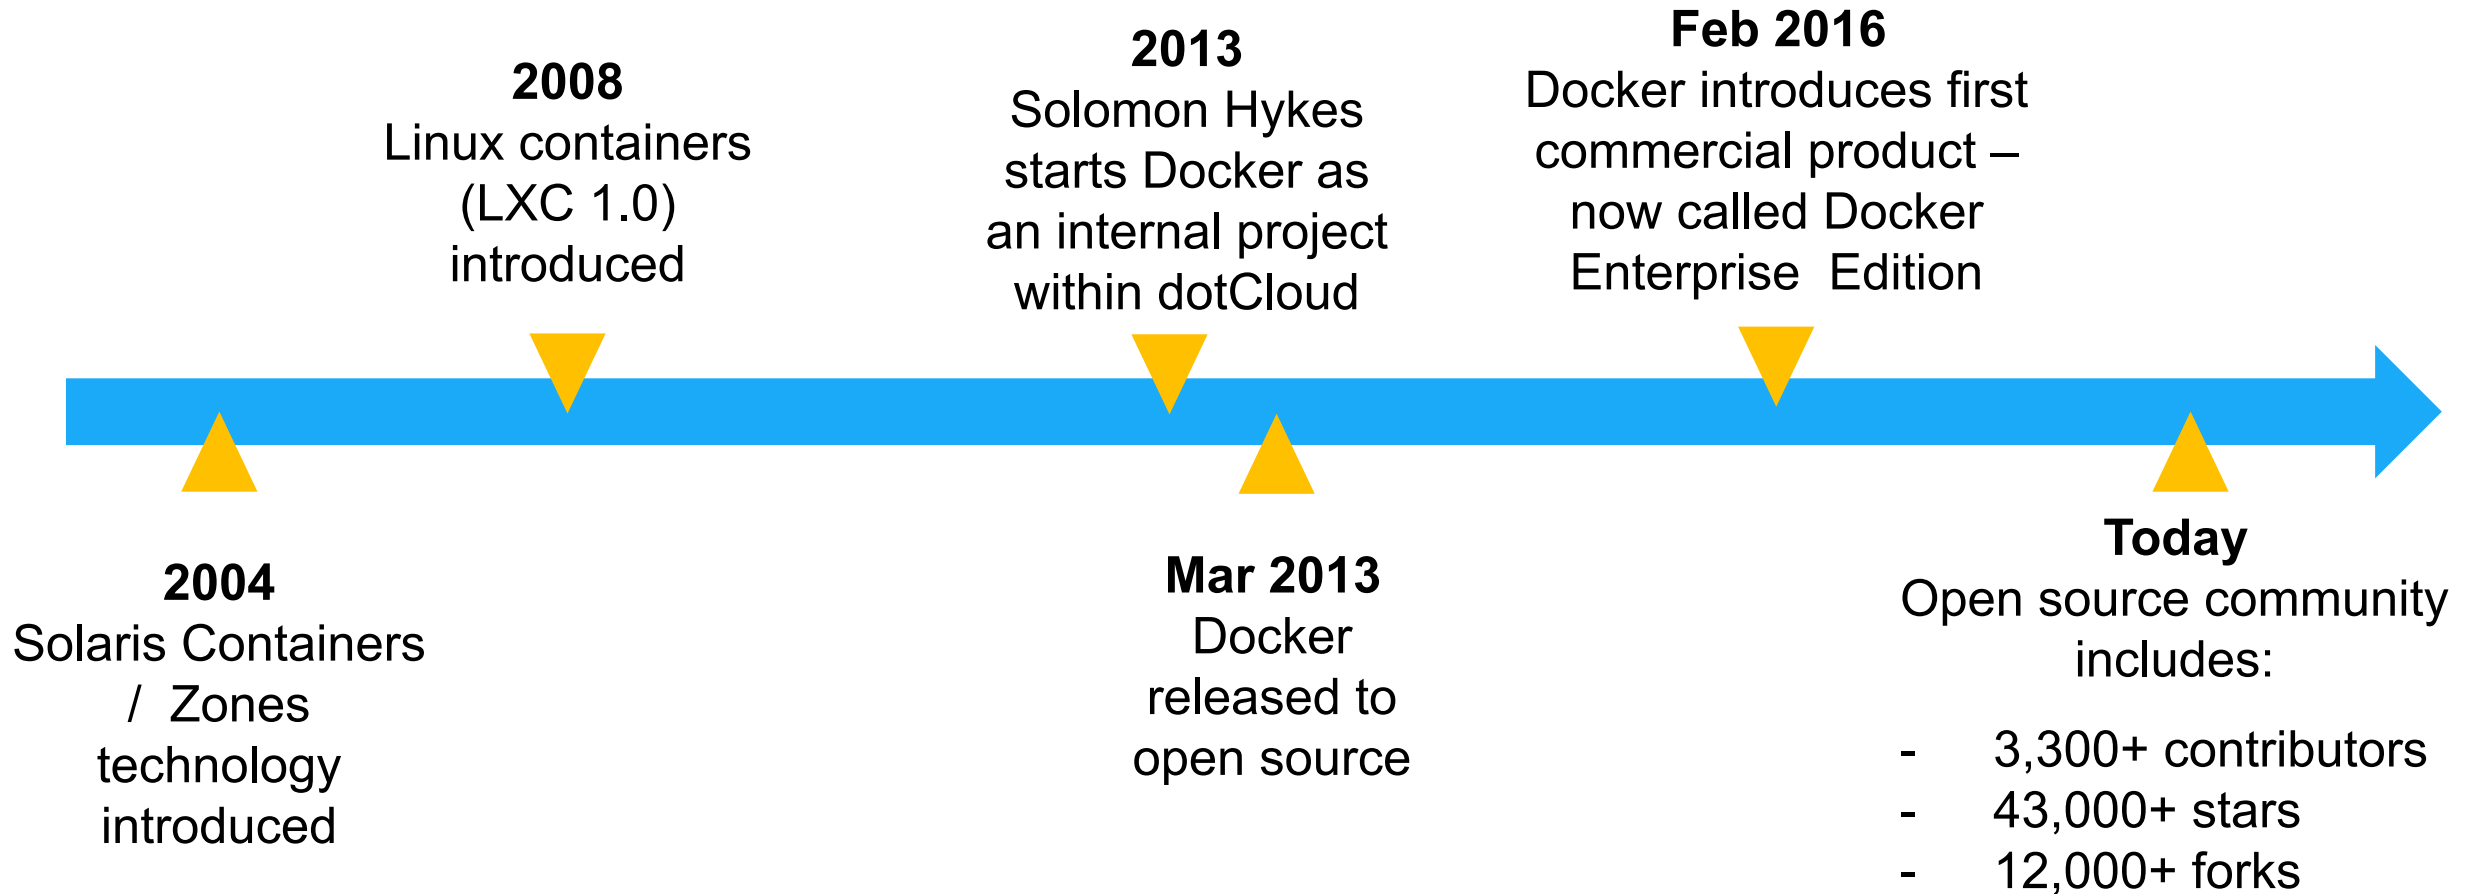 2004
Solaris Containers
/ Zones
technology
introduced
2008
Linux containers
(LXC 1.0)
introduced
2013
Solomon Hykes
starts Docker as
an internal project
within dotCloud
Mar 2013
Docker
released to
open source
Feb 2016
Docker introduces first
commercial product –
now called Docker
Enterprise Edition
Today
Open source community
includes:
- 3,300+ contributors
- 43,000+ stars
- 12,000+ forks